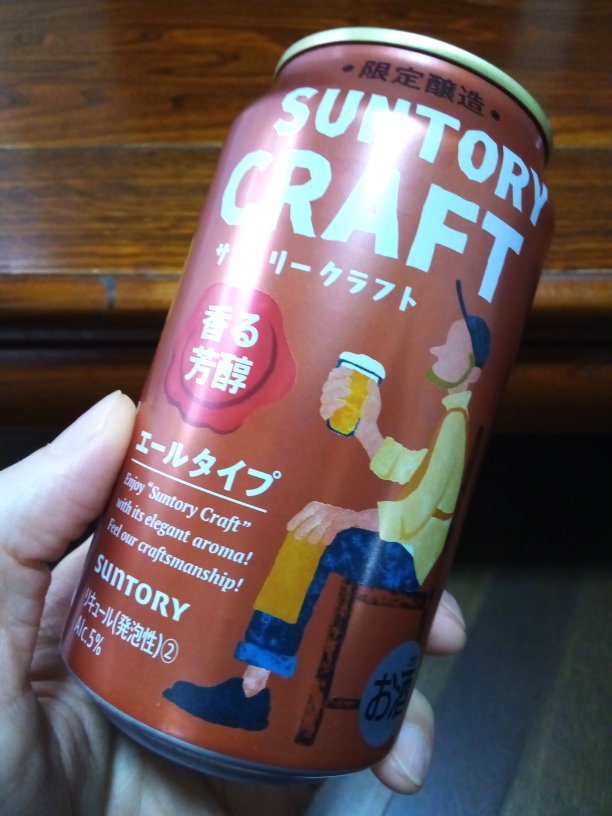 ・限定醸造・
SUNTORY
CRAFT
サントリークラフト
香る
芳醇
エールタイプ
Enjoy "Suntory Craft"
with its elegant aroma!
Feel our craftsmanship!
SUNTORY
リキュール(発泡性)②
Alc.5%
お酒